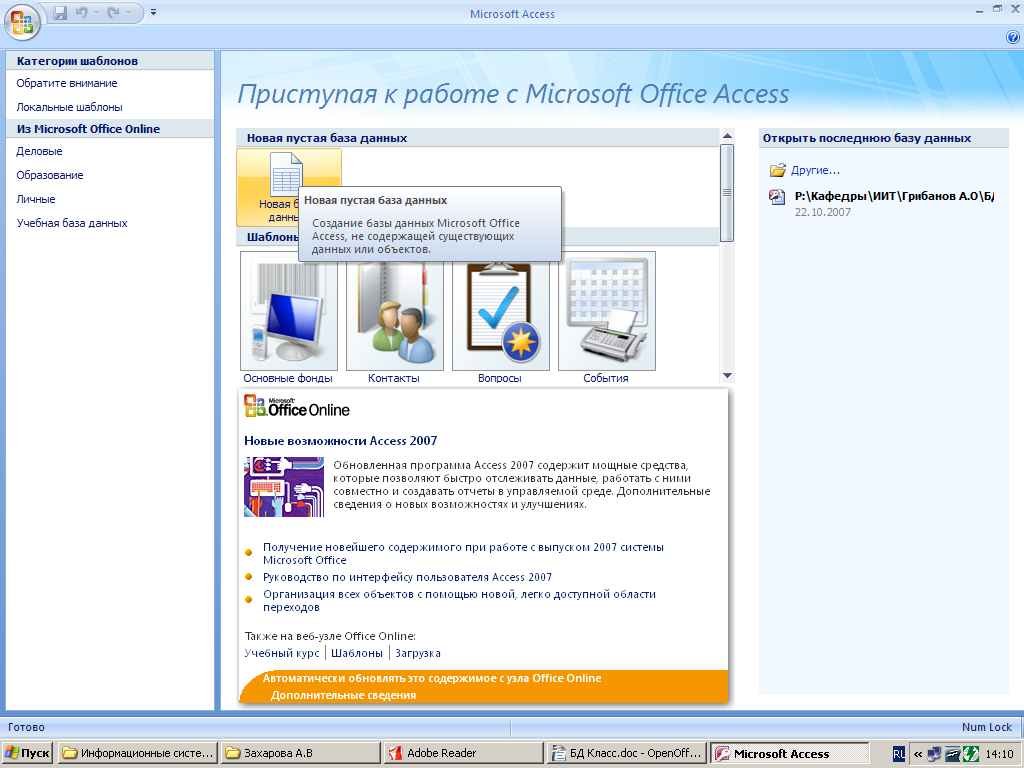 Microsoft Access
Категории шаблонов
Обратите внимание
Локальные шаблоны
Из Microsoft Office Online
Деловые
Образование
Личные
Учебная база данных
Приступая к работе с Microsoft Office Access
Новая пустая база данных
Новая б
данн
Новая пустая база данных
Создание базы данных Microsoft Office
Access, не содержащей существующих
данных или объектов.
Шаблоны
Основные фонды
Контакты
Вопросы
События
Microsoft
Office Online
Новые возможности Access 2007
Обновленная программа Access 2007 содержит мощные средства,
которые позволяют быстро отслеживать данные, работать с ними
совместно и создавать отчеты в управляемой среде. Дополнительные
сведения о новых возможностях и улучшениях.
Получение новейшего содержимого при работе с выпуском 2007 системы
Microsoft Office
Руководство по интерфейсу пользователя Access 2007
Организация всех объектов с помощью новой, легко доступной области
переходов
Также на веб-узле Office Online:
Учебный курс | Шаблоны | Загрузка
Автоматически обновлять это содержимое с узла Office Online
Дополнительные сведения
Открыть последнюю базу данных
Другие...
P:\Кафедры\ИИТ\Грибанов А.О\БД
22.10.2007
Готово
Num Lock
Пуск
Информационные систе...
Захарова А.В
Adobe Reader
БД Класс.doc - OpenOff...
Microsoft Access
RL
«
14:10